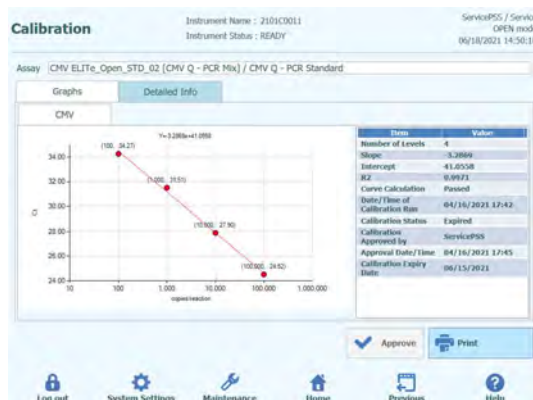 Calibration
Instrument Name : 2101C0011
Instrument Status : READY
ServicePSS / Servic
OPEN mod
06/18/2021 14:50:1
Assay CMV ELITe_Open_STD_02 [CMV Q - PCR Mix] / CMV Q - PCR Standard
Graphs
Detailed Info
CMV
34.00
32.00
30.00
28.00
26.00
24.00
Ct
(100, 34.27)
(1.000, 31.51)
(10.000, 27.90)
(100.000, 24.52)
10
100
1.000
10.000
100.000
1.000.000
copies/reaction
Item Value
Number of Levels 4
Slope -3.2869
Intercept 41.0558
R2 0.9971
Curve Calculation Passed
Date/Time of Calibration Run 04/16/2021 17:42
Calibration Status Expired
Calibration Approved by ServicePSS
Approval Date/Time 04/16/2021 17:45
Calibration Expiry Date 06/15/2021
Approve
Print
Log out
System Settings
Maintenance
Home
Previous
Help